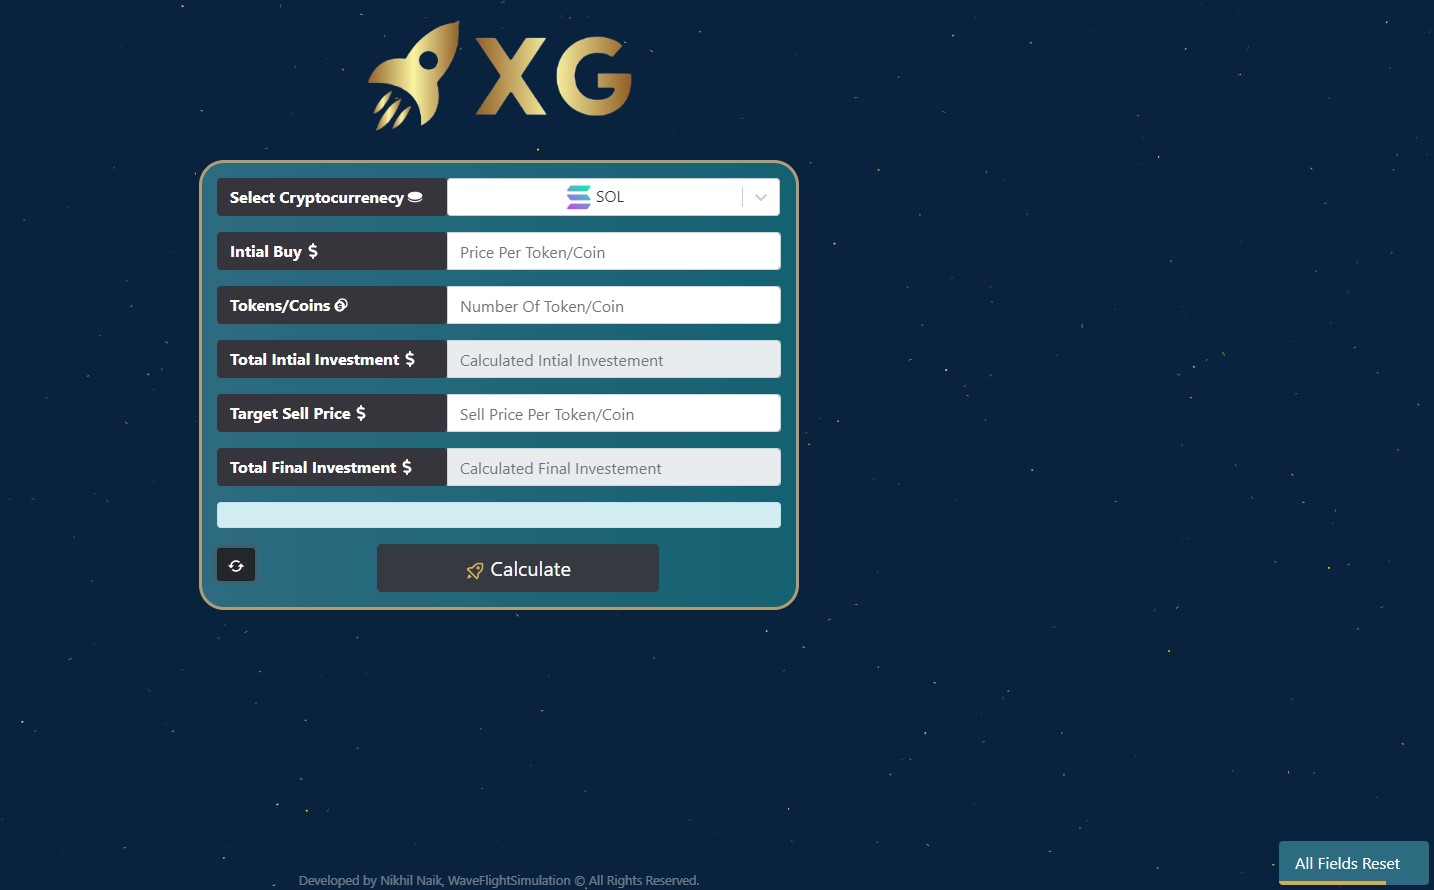 XG
Select Cryptocurrenecy
SOL
Intial Buy $
Price Per Token/Coin
Tokens/Coins
Number Of Token/Coin
Total Intial Investment $
Calculated Intial Investement
Target Sell Price $
Sell Price Per Token/Coin
Total Final Investment $
Calculated Final Investement
Calculate
All Fields Reset
Developed by Nikhil Naik, WaveFlightSimulation © All Rights Reserved.